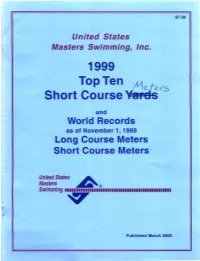 $7.00
United States
Masters Swimming, Inc.
1999
Top Ten
Meters
Short Course Yards
and
World Records
as of November 1, 1999
Long Course Meters
Short Course Meters
United States
Masters
Swimming
Published March 2000